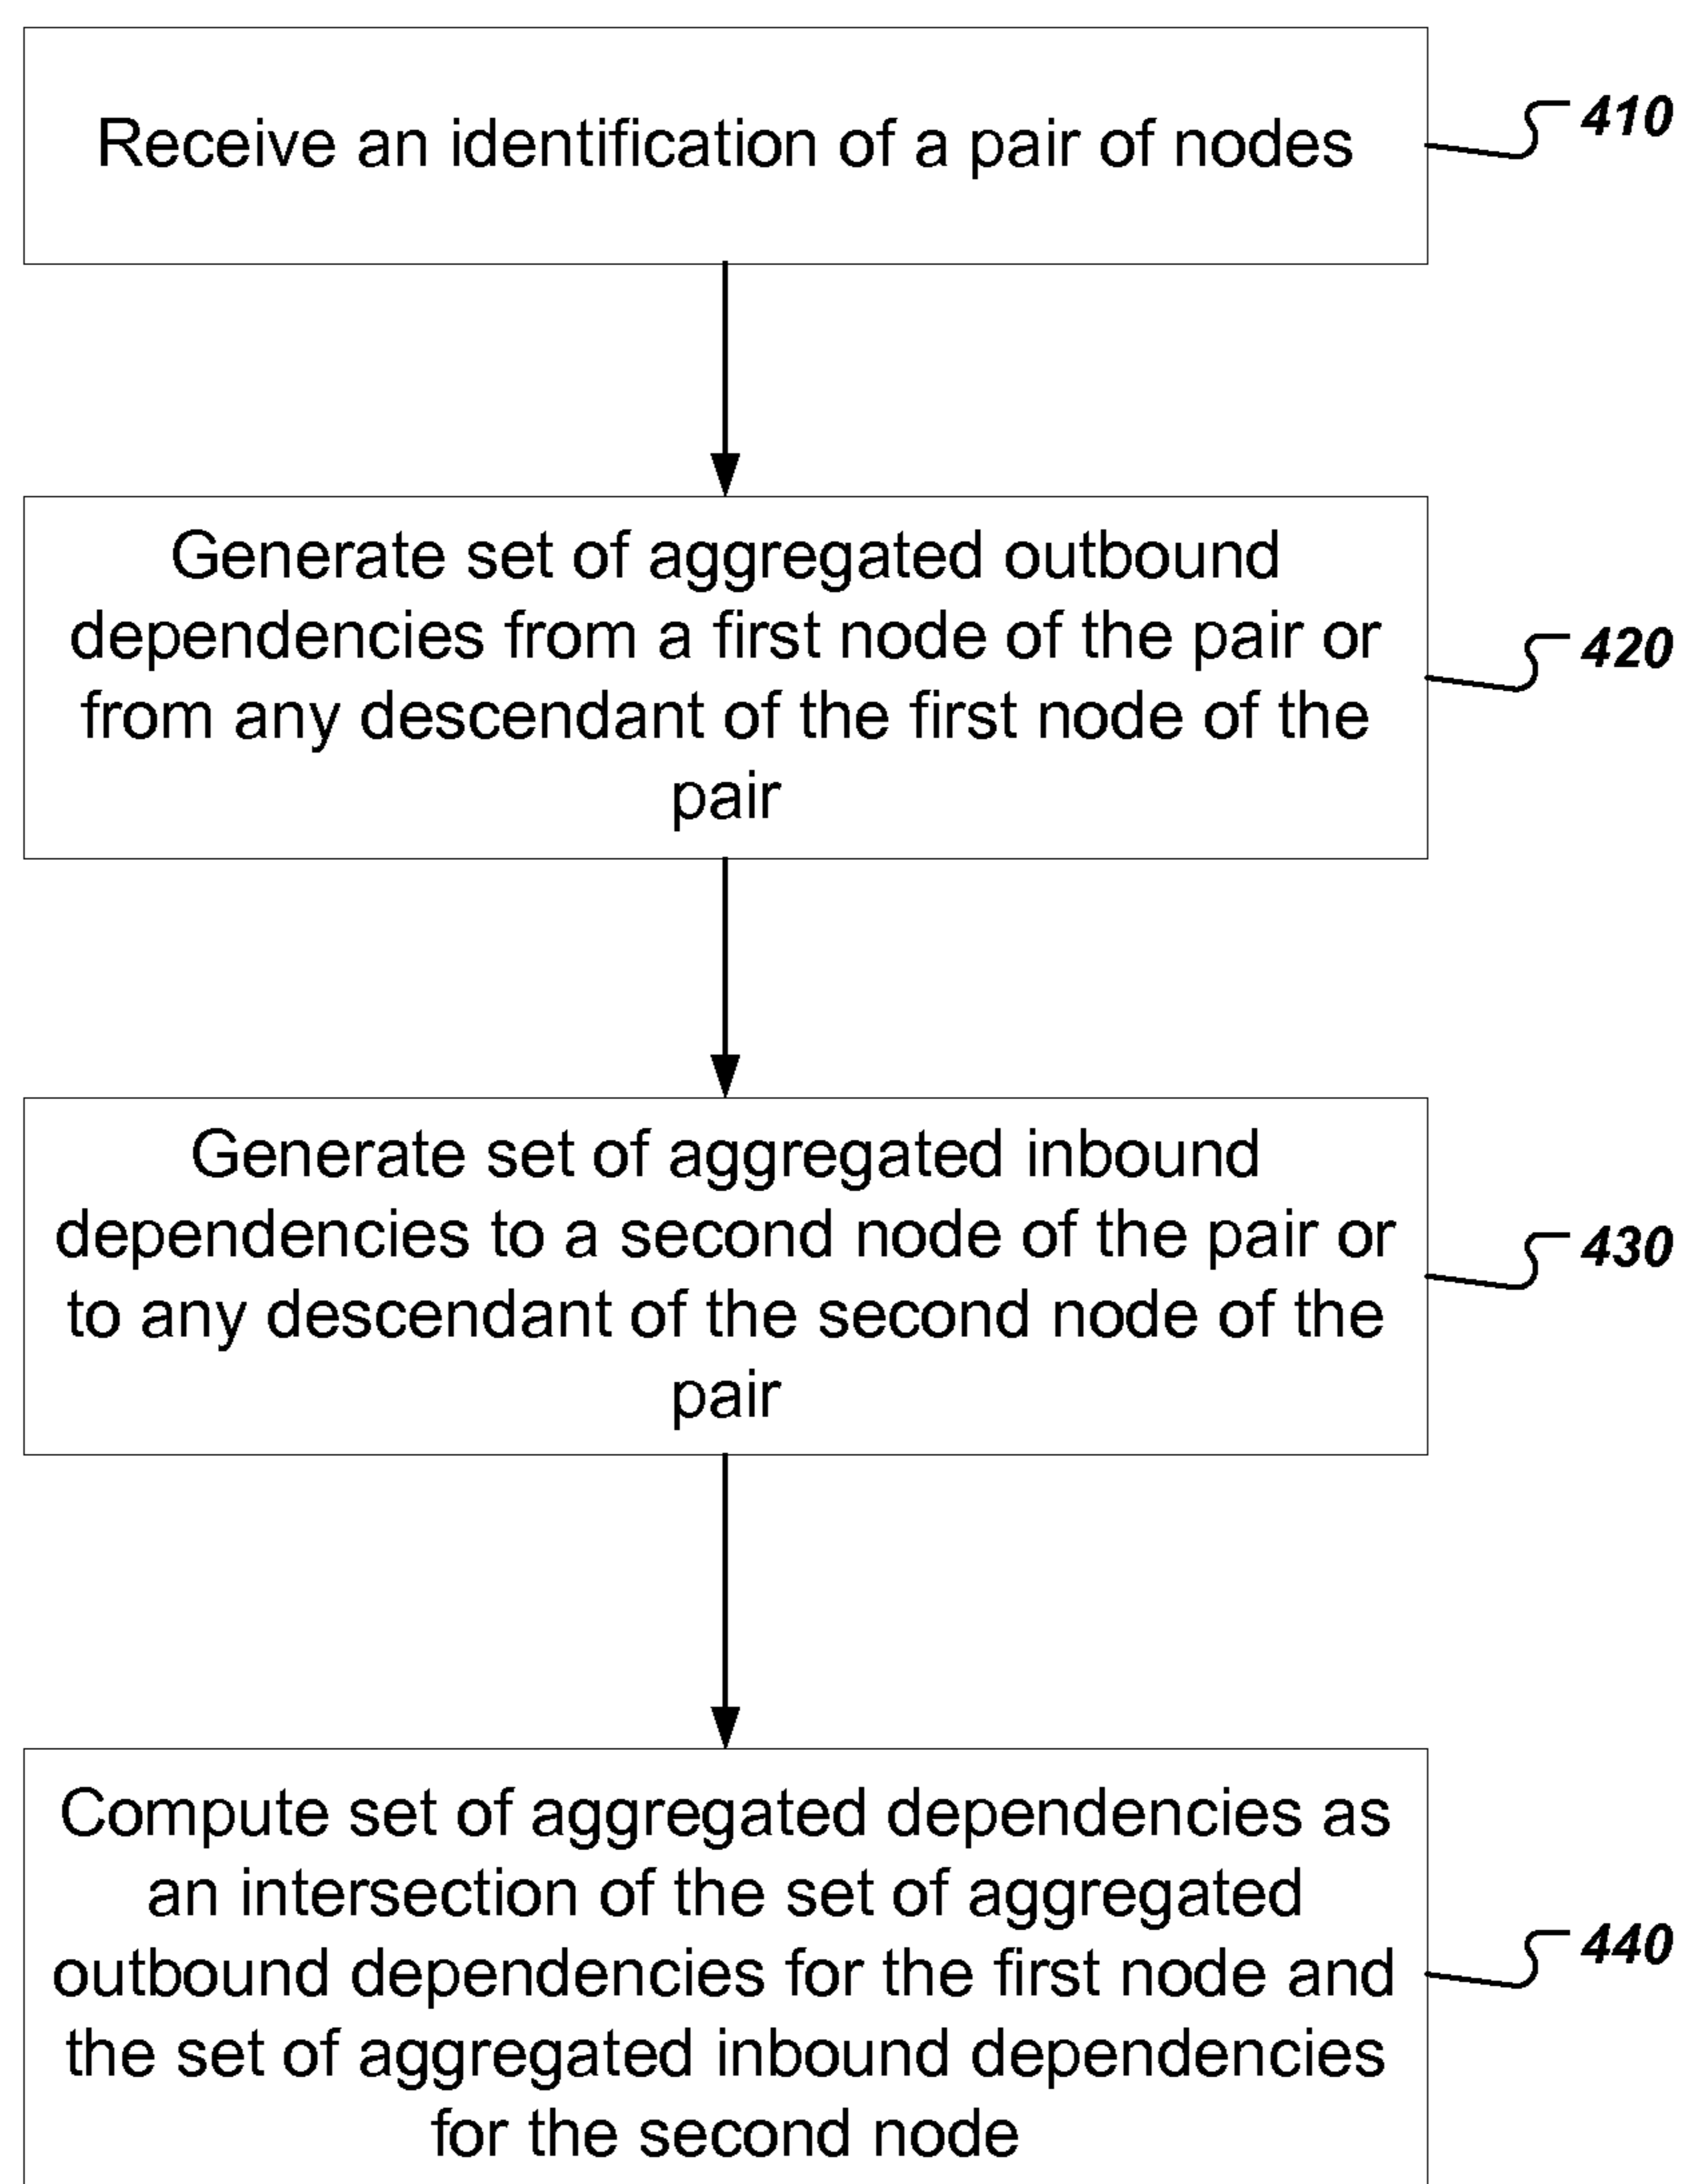 Receive an identification of a pair of nodes
410
Generate set of aggregated outbound
dependencies from a first node of the pair or
from any descendant of the first node of the
pair
420
Generate set of aggregated inbound
dependencies to a second node of the pair or
to any descendant of the second node of the
pair
430
Compute set of aggregated dependencies as
an intersection of the set of aggregated
outbound dependencies for the first node and
the set of aggregated inbound dependencies
for the second node
440